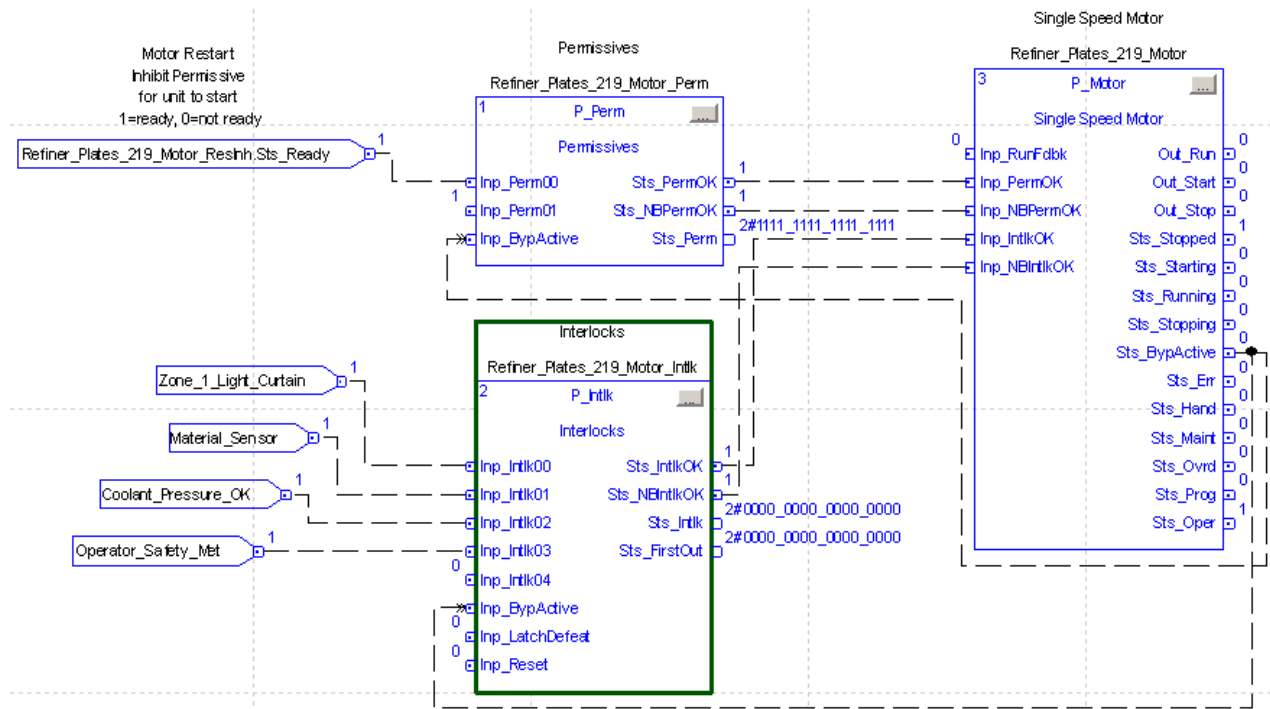 Single Speed Motor
Motor Restart
Inhibit Permissive
for unit to start
1=ready, 0=not ready
Permissives
Refiner_Plates_219_Motor_Perm
Refiner_Plates_219_Motor
1
P_Perm
...
Permissives
3
P_Motor
...
Single Speed Motor
Refiner_Plates_219_Motor_ResInh.Sts_Ready
1
Inp_Perm00
1
Inp_Perm01
Inp_BypActive
Sts_PermOK
1
Sts_NBPermOK
1
Sts_Perm
2#1111_1111_1111_1111
0
Inp_RunFdbk
Inp_PermOK
Inp_NBPermOK
Inp_IntlkOK
Inp_NBIntlkOK
Out_Run
0
Out_Start
0
Out_Stop
0
Sts_Stopped
1
Sts_Starting
0
Sts_Running
0
Sts_Stopping
0
Sts_BypActive
0
Sts_Err
0
Sts_Hand
0
Sts_Maint
0
Sts_Ovrd
0
Sts_Prog
0
Sts_Oper
1
Interlocks
Refiner_Plates_219_Motor_Intlk
2
P_Intlk
...
Interlocks
Zone_1_Light_Curtain
1
Material_Sensor
1
Coolant_Pressure_OK
1
Operator_Safety_Met
1
Inp_Intlk00
Inp_Intlk01
Inp_Intlk02
Inp_Intlk03
0
Inp_Intlk04
Inp_BypActive
0
Inp_LatchDefeat
0
Inp_Reset
Sts_IntlkOK
1
Sts_NBIntlkOK
1
Sts_Intlk
2#0000_0000_0000_0000
Sts_FirstOut
2#0000_0000_0000_0000